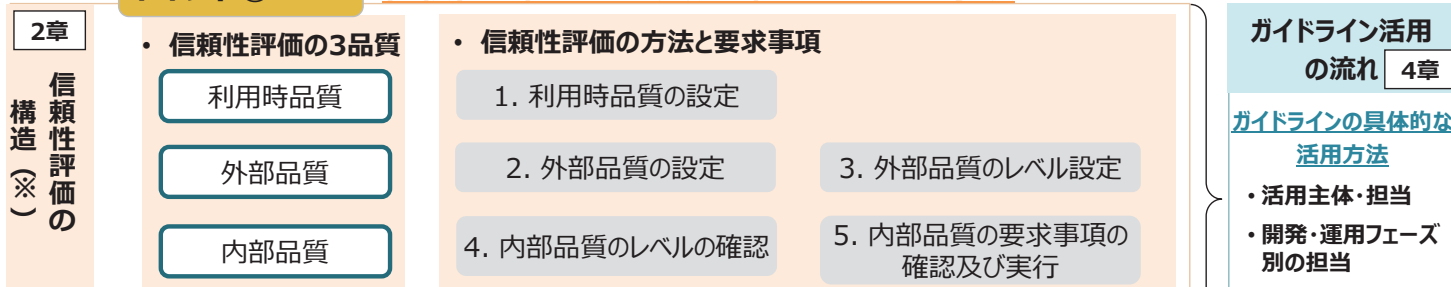 2章
信頼性評価の
構造（※）
・ 信頼性評価の3品質
利用時品質
外部品質
内部品質
・ 信頼性評価の方法と要求事項
1. 利用時品質の設定
2. 外部品質の設定
3. 外部品質のレベル設定
4. 内部品質のレベルの確認
5. 内部品質の要求事項の
確認及び実行
ガイドライン活用
の流れ 4章
ガイドラインの具体的な
活用方法
・活用主体・担当
・開発・運用フェーズ
別の担当